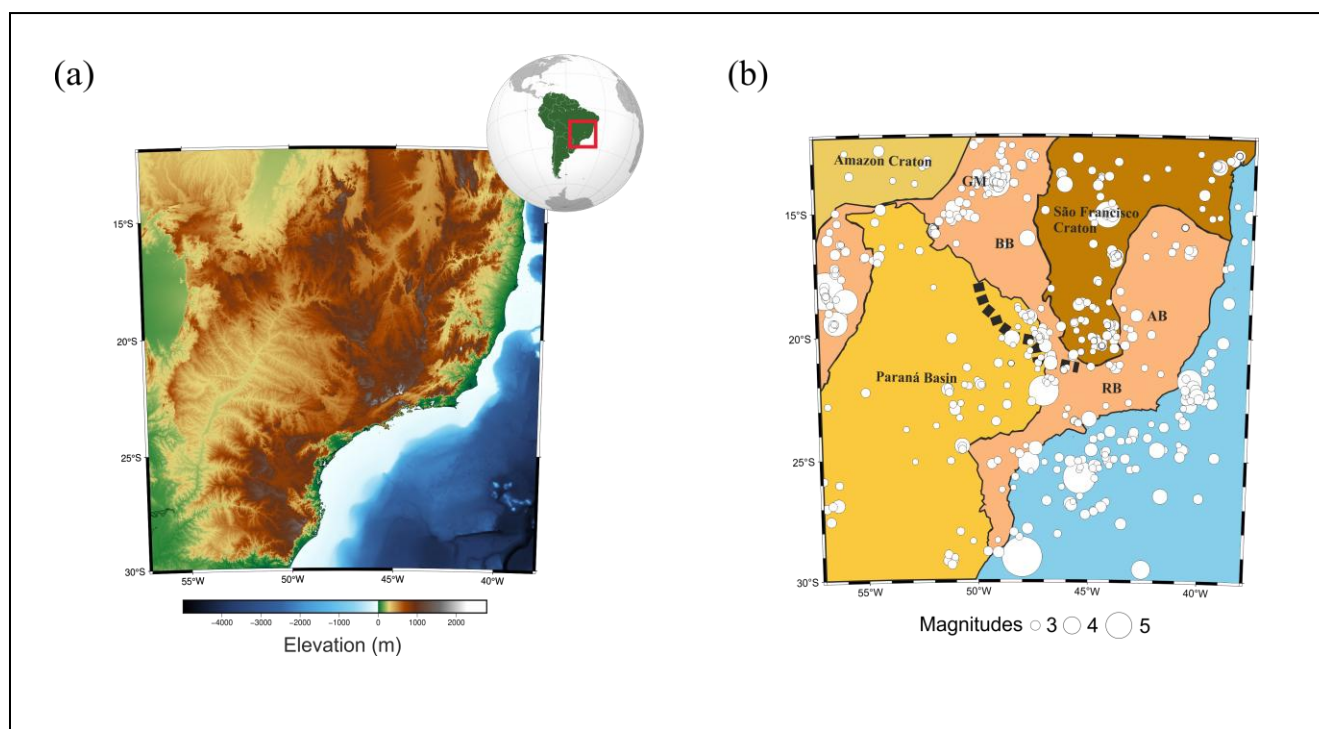 (a)
15°S
20°S
25°S
30°S
55°W 50°W 45°W 40°W
−4000 −3000 −2000 −1000 0 1000 2000
Elevation (m)
(b)
Amazon Craton
GM
São Francisco
Craton
BB
AB
Paraná Basin
RB
15°S
20°S
25°S
30°S
55°W 50°W 45°W 40°W
Magnitudes 3 4 5